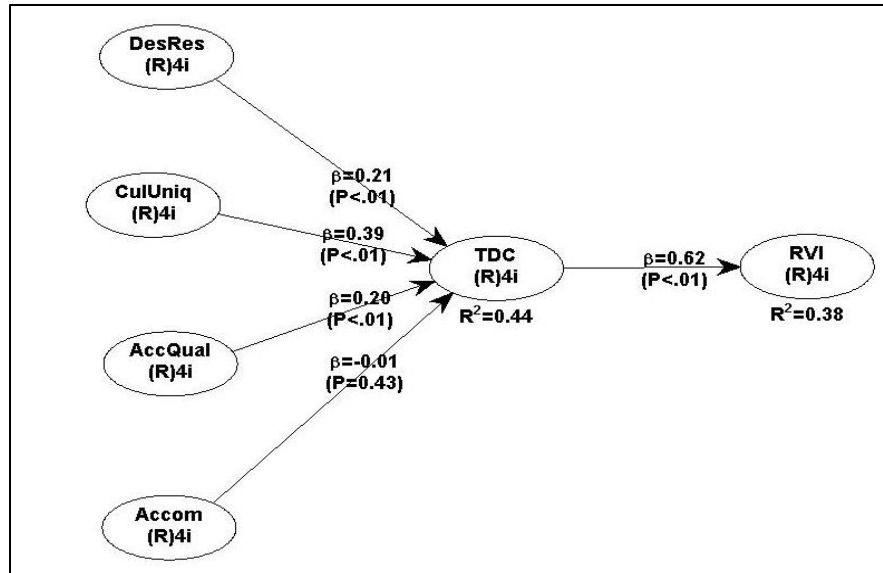 DesRes
(R)4i
β=0.21
(P<.01)
CulUniq
(R)4i
β=0.39
(P<.01)
TDC
(R)4i
R²=0.44
β=0.62
(P<.01)
RVI
(R)4i
R²=0.38
β=0.20
(P<.01)
AccQual
(R)4i
β=-0.01
(P=0.43)
Accom
(R)4i